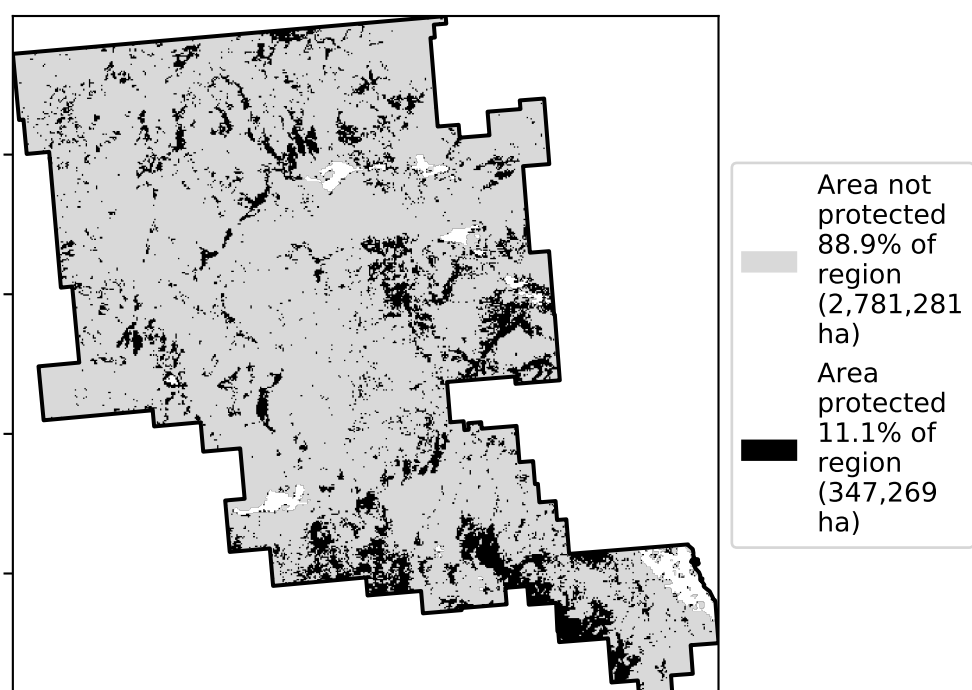 Area not
protected
88.9% of
region
(2,781,281
ha)
Area
protected
11.1% of
region
(347,269
ha)